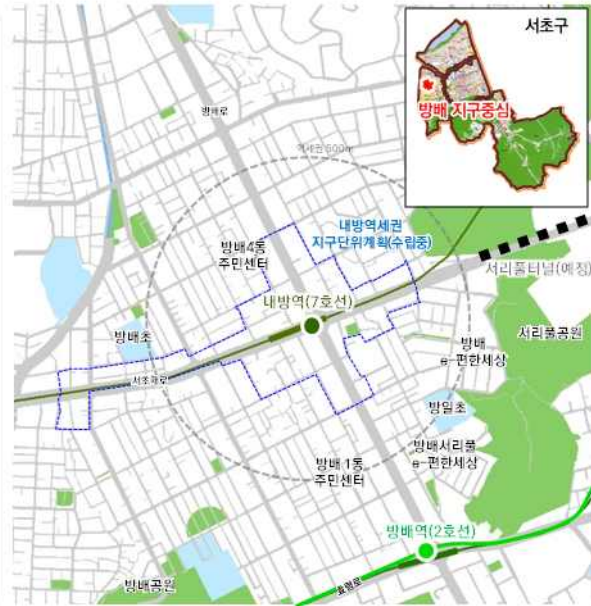 서초구
방배 지구중심
방배로
역세권 500m
내방역세권
지구단위계획(수립중)
방배4동
주민센터
서리풀터널(예정)
내방역(7호선)
서리풀공원
방배초
방배
e-편한세상
서초대로
방일초
방배서리풀
e-편한세상
방배 1동
주민센터
방배역(2호선)
효령로
방배공원